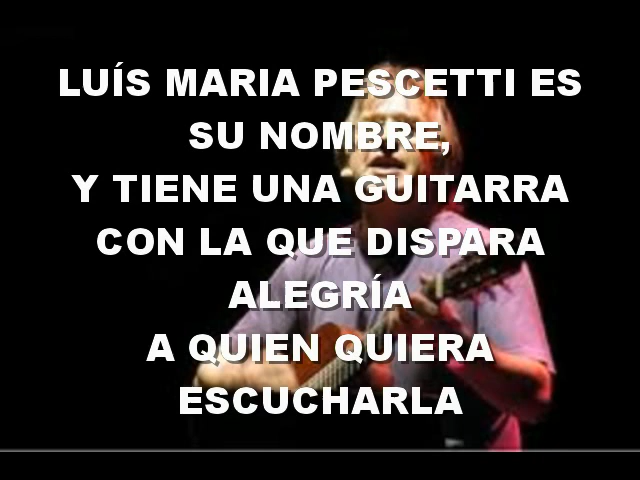 LUÍS MARIA PESCETTI ES
SU NOMBRE,
Y TIENE UNA GUITARRA
CON LA QUE DISPARA
ALEGRÍA
A QUIEN QUIERA
ESCUCHARLA